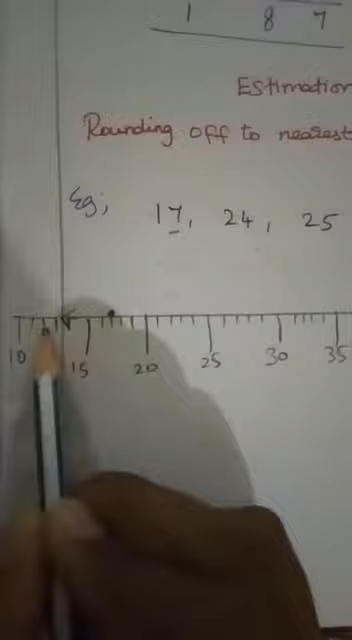 1 8 7
Estimation
Rounding off to nearest
Eg; 17, 24, 25
10 15 20 25 30 35